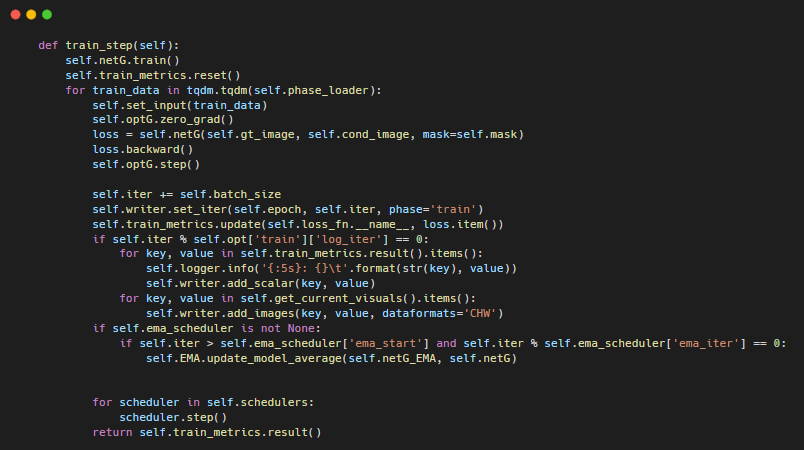 def train_step(self):
    self.netG.train()
    self.train_metrics.reset()
    for train_data in tqdm.tqdm(self.phase_loader):
        self.set_input(train_data)
        self.optG.zero_grad()
        loss = self.netG(self.gt_image, self.cond_image, mask=self.mask)
        loss.backward()
        self.optG.step()

        self.iter += self.batch_size
        self.writer.set_iter(self.epoch, self.iter, phase='train')
        self.train_metrics.update(self.loss_fn.__name__, loss.item())
        if self.iter % self.opt['train']['log_iter'] == 0:
            for key, value in self.train_metrics.result().items():
                self.logger.info('{:5s}: {}\t'.format(str(key), value))
                self.writer.add_scalar(key, value)
            for key, value in self.get_current_visuals().items():
                self.writer.add_images(key, value, dataformats='CHW')
        if self.ema_scheduler is not None:
            if self.iter > self.ema_scheduler['ema_start'] and self.iter % self.ema_scheduler['ema_iter'] == 0:
                self.EMA.update_model_average(self.netG_EMA, self.netG)


        for scheduler in self.schedulers:
            scheduler.step()
        return self.train_metrics.result()